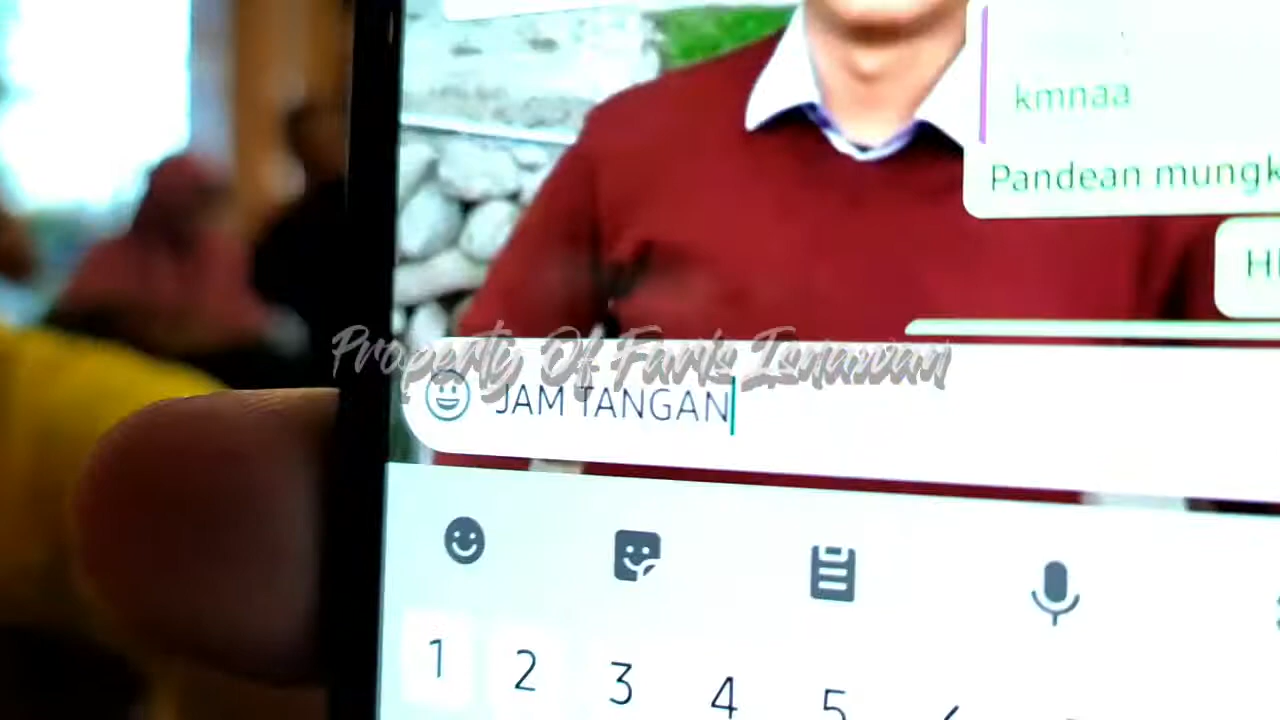 kmnaa
Pandean mungk
Property Of Faris Isnawan
JAM TANGAN
1 2 3 4 5